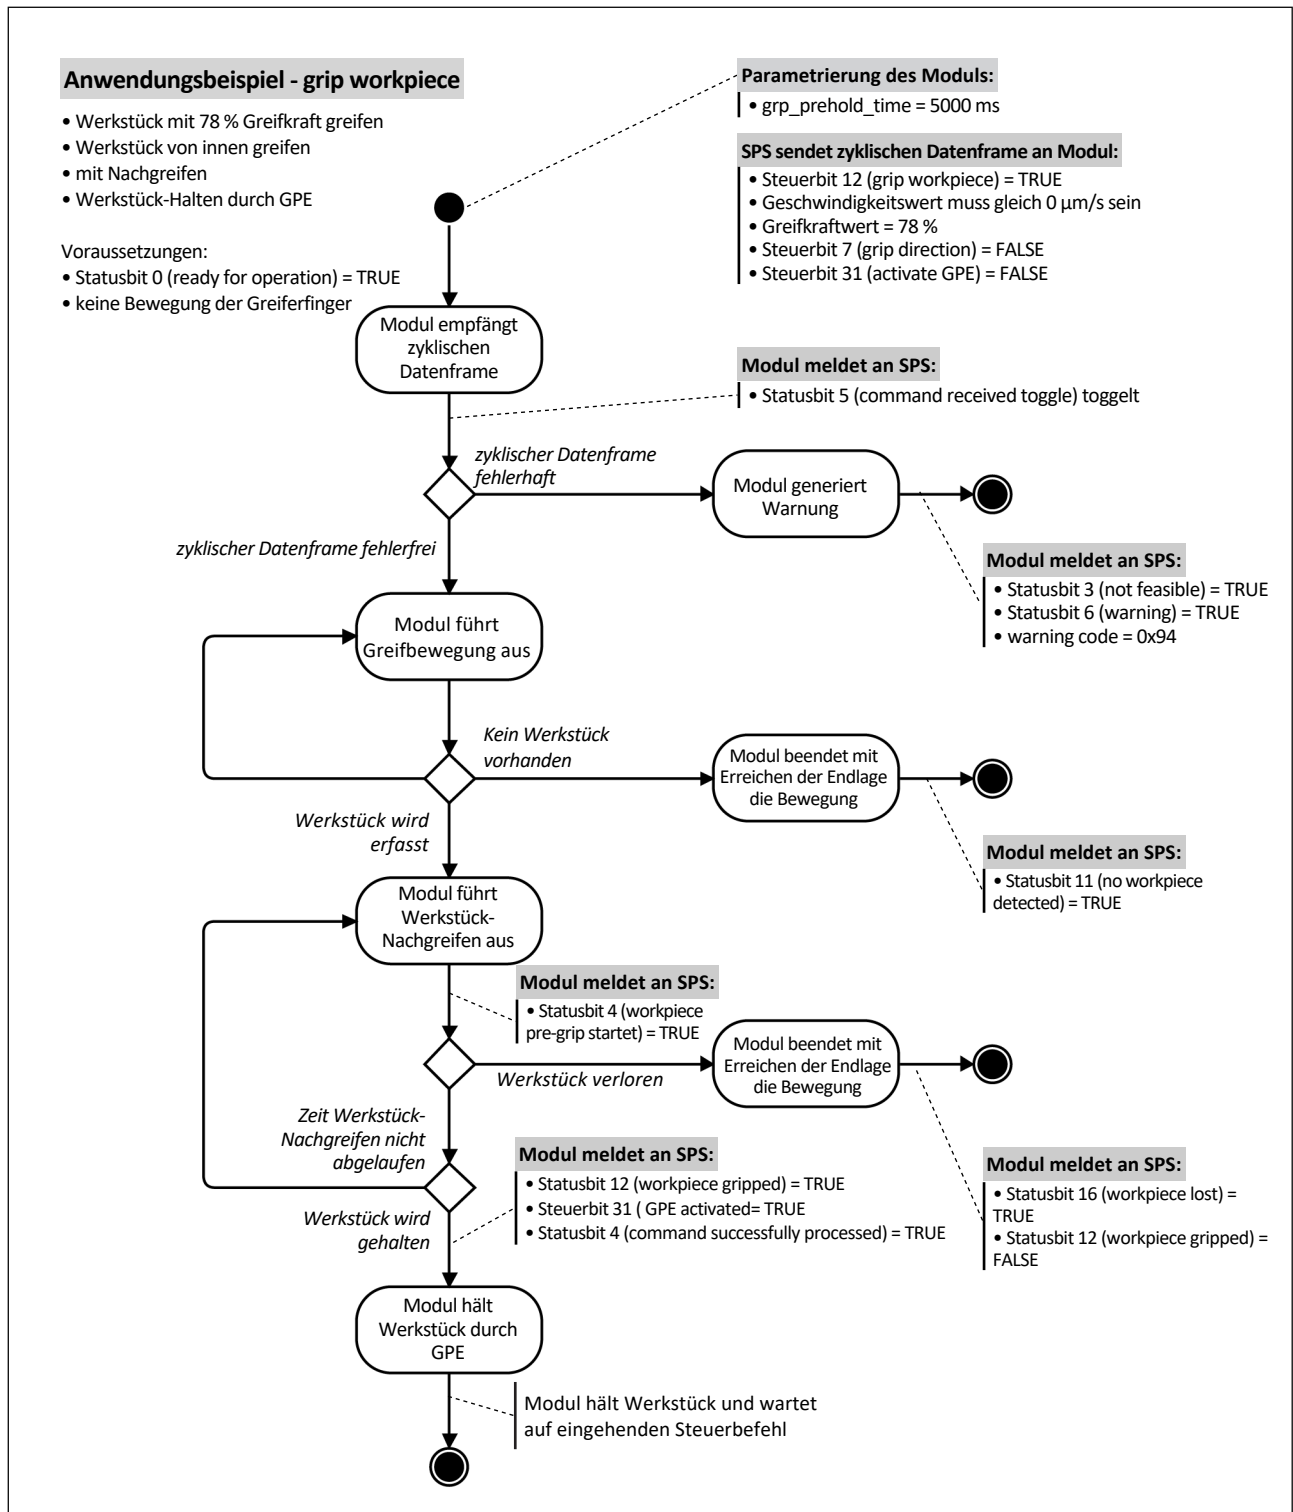 Anwendungsbeispiel - grip workpiece
• Werkstück mit 78 % Greifkraft greifen
• Werkstück von innen greifen
• mit Nachgreifen
• Werkstück-Halten durch GPE
Voraussetzungen:
• Statusbit 0 (ready for operation) = TRUE
• keine Bewegung der Greiferfinger
Parametrierung des Moduls:
• grp_prehold_time = 5000 ms
SPS sendet zyklischen Datenframe an Modul:
• Steuerbit 12 (grip workpiece) = TRUE
• Geschwindigkeitswert muss gleich 0 µm/s sein
• Greifkraftwert = 78 %
• Steuerbit 7 (grip direction) = FALSE
• Steuerbit 31 (activate GPE) = FALSE
Modul empfängt
zyklischen
Datenframe
Modul meldet an SPS:
• Statusbit 5 (command received toggle) toggelt
zyklischer Datenframe
fehlerhaft
Modul generiert
Warnung
zyklischer Datenframe fehlerfrei
Modul meldet an SPS:
• Statusbit 3 (not feasible) = TRUE
• Statusbit 6 (warning) = TRUE
• warning code = 0x94
Modul führt
Greifbewegung aus
Kein Werkstück
vorhanden
Modul beendet mit
Erreichen der Endlage
die Bewegung
Werkstück wird
erfasst
Modul meldet an SPS:
• Statusbit 11 (no workpiece
detected) = TRUE
Modul führt
Werkstück-
Nachgreifen aus
Modul meldet an SPS:
• Statusbit 4 (workpiece
pre-grip startet) = TRUE
Werkstück verloren
Modul beendet mit
Erreichen der Endlage
die Bewegung
Zeit Werkstück-
Nachgreifen nicht
abgelaufen
Modul meldet an SPS:
• Statusbit 12 (workpiece gripped) = TRUE
• Steuerbit 31 ( GPE activated= TRUE
• Statusbit 4 (command successfully processed) = TRUE
Modul meldet an SPS:
• Statusbit 16 (workpiece lost) =
TRUE
• Statusbit 12 (workpiece gripped) =
FALSE
Werkstück wird
gehalten
Modul hält
Werkstück durch
GPE
Modul hält Werkstück und wartet
auf eingehenden Steuerbefehl